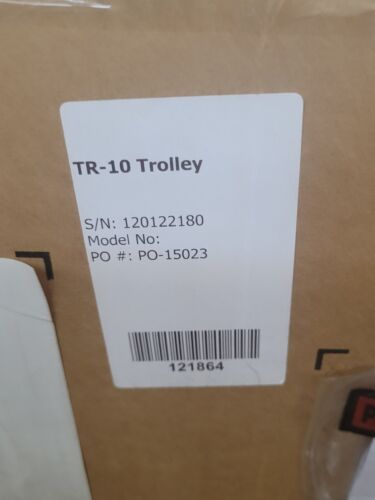 TR-10 Trolley
S/N: 120122180
Model No:
PO #: PO-15023
121864